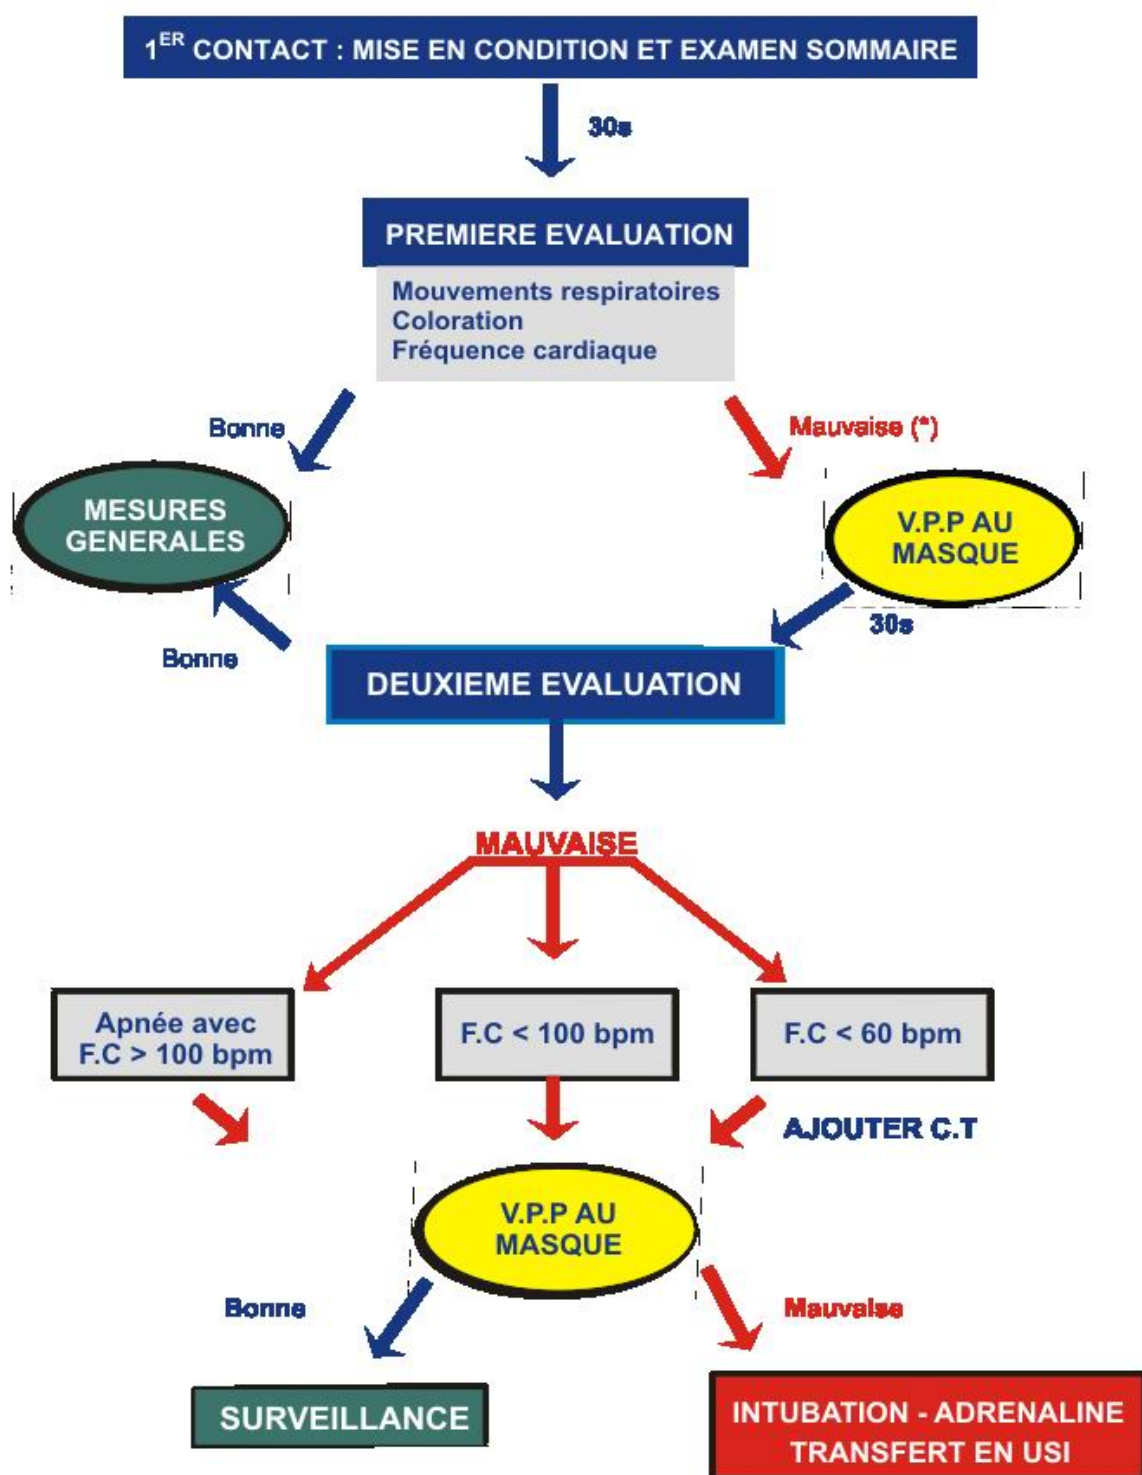 1ER CONTACT : MISE EN CONDITION ET EXAMEN SOMMAIRE
30s
PREMIERE EVALUATION
Mouvements respiratoires
Coloration
Fréquence cardiaque
Bonne
Mauvaise (*)
MESURES
GENERALES
V.P.P AU
MASQUE
30s
Bonne
DEUXIEME EVALUATION
MAUVAISE
Apnée avec
F.C > 100 bpm
F.C < 100 bpm
F.C < 60 bpm
AJOUTER C.T
V.P.P AU
MASQUE
Bonne
Mauvaise
SURVEILLANCE
INTUBATION - ADRENALINE
TRANSFERT EN USI